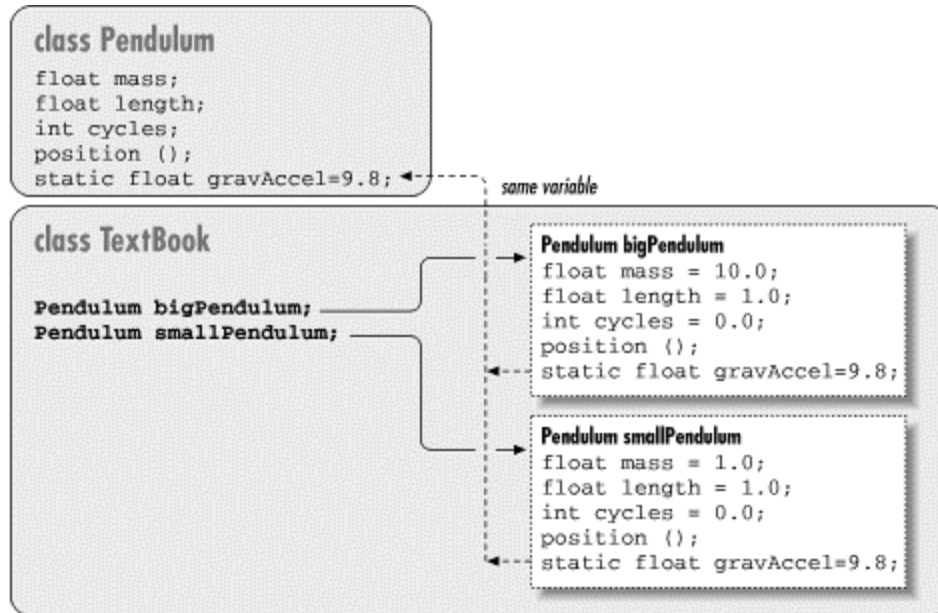 class Pendulum
float mass;
float length;
int cycles;
position ();
static float gravAccel=9.8;
same variable
class TextBook
Pendulum bigPendulum;
Pendulum smallPendulum;
Pendulum bigPendulum
float mass = 10.0;
float length = 1.0;
int cycles = 0.0;
position ();
static float gravAccel=9.8;
Pendulum smallPendulum
float mass = 1.0;
float length = 1.0;
int cycles = 0.0;
position ();
static float gravAccel=9.8;